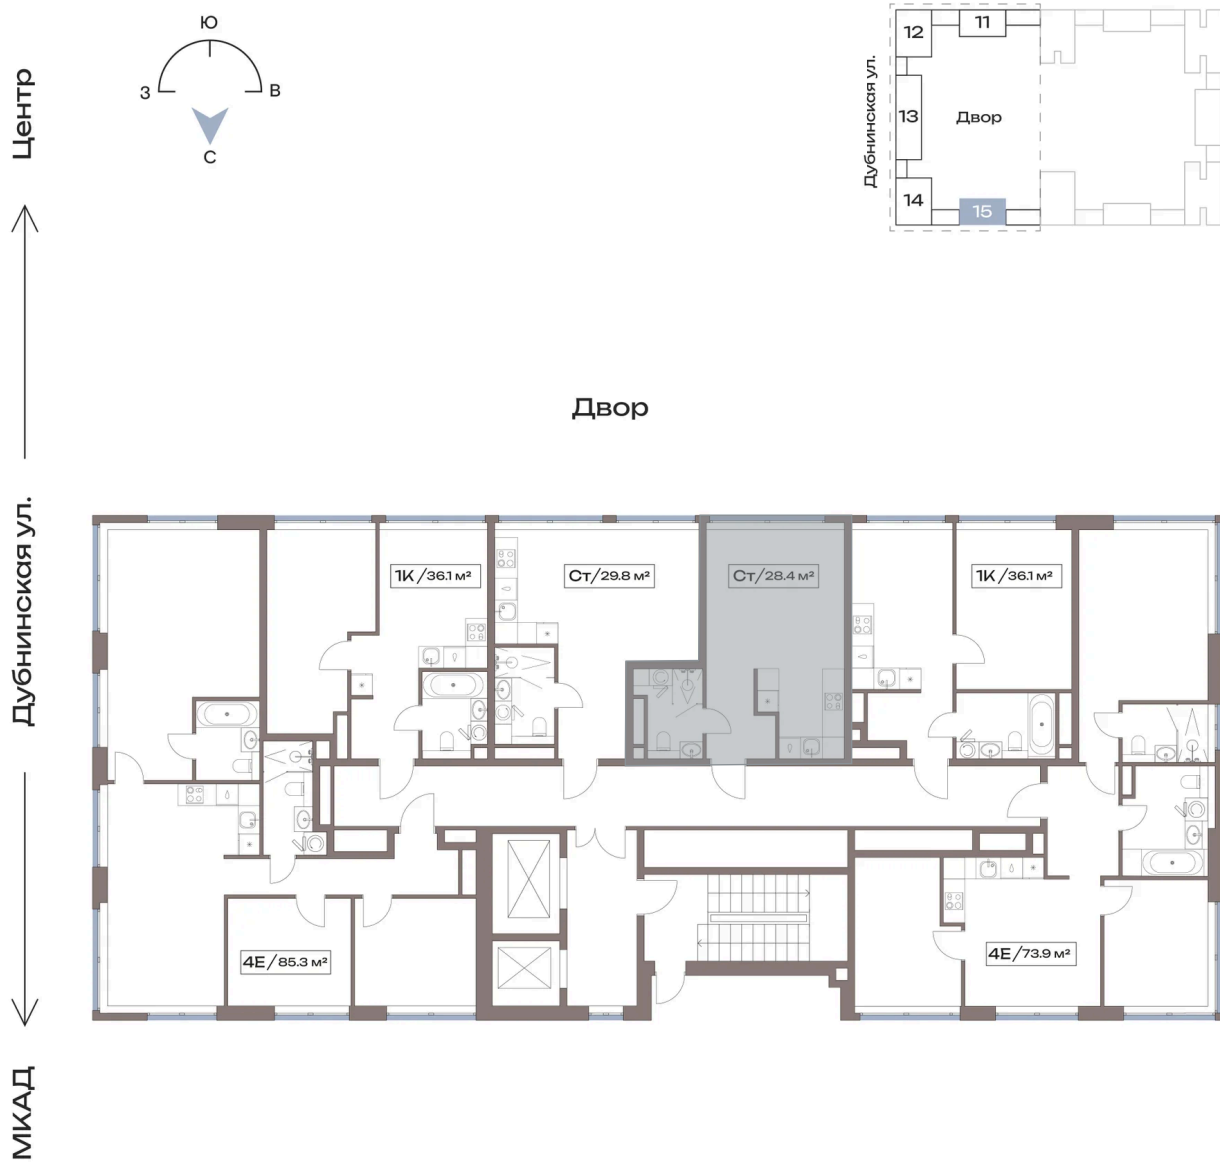 Ю
З
В
С
Центр
Дубнинская ул.
МКАД
12
11
13
Двор
14
15
Дубнинская ул.
Двор
1К / 36.1 м²
Ст / 29.8 м²
Ст / 28.4 м²
1К / 36.1 м²
4Е / 85.3 м²
4Е / 73.9 м²